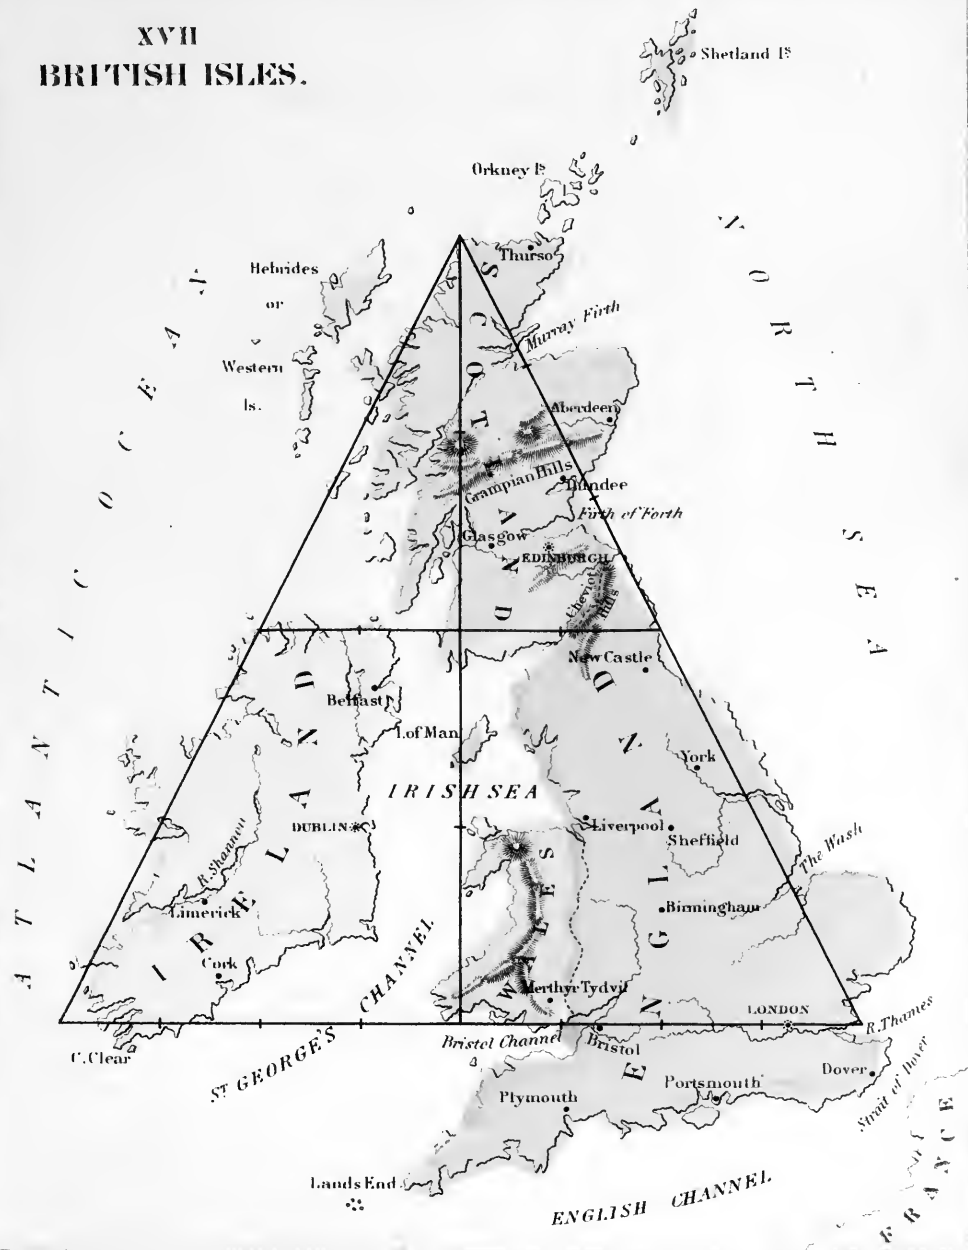 XVII
BRITISH ISLES.
Shetland Is
Orkney Is.
Hebrides
or
Western
Is.
Thurso
Murray Firth
Aberdeen
Grampian Hills
Dundee
Firth of Forth
Glasgow
EDINBURGH
Cheviot
Hills
SCOTLAND
ATLANTIC OCEAN
NORTH SEA
New Castle
Belfast
I. of Man
IRISH SEA
York
DUBLIN
Liverpool
Sheffield
The Wash
R. Shannon
Limerick
Birmingham
IRELAND
WALES
ENGLAND
Cork
Merthyr Tydvil
LONDON
R. Thames
C. Clear
ST GEORGE'S CHANNEL
Bristol Channel
Bristol
Dover
Strait of Dover
Portsmouth
Plymouth
Lands End
ENGLISH CHANNEL
FRANCE